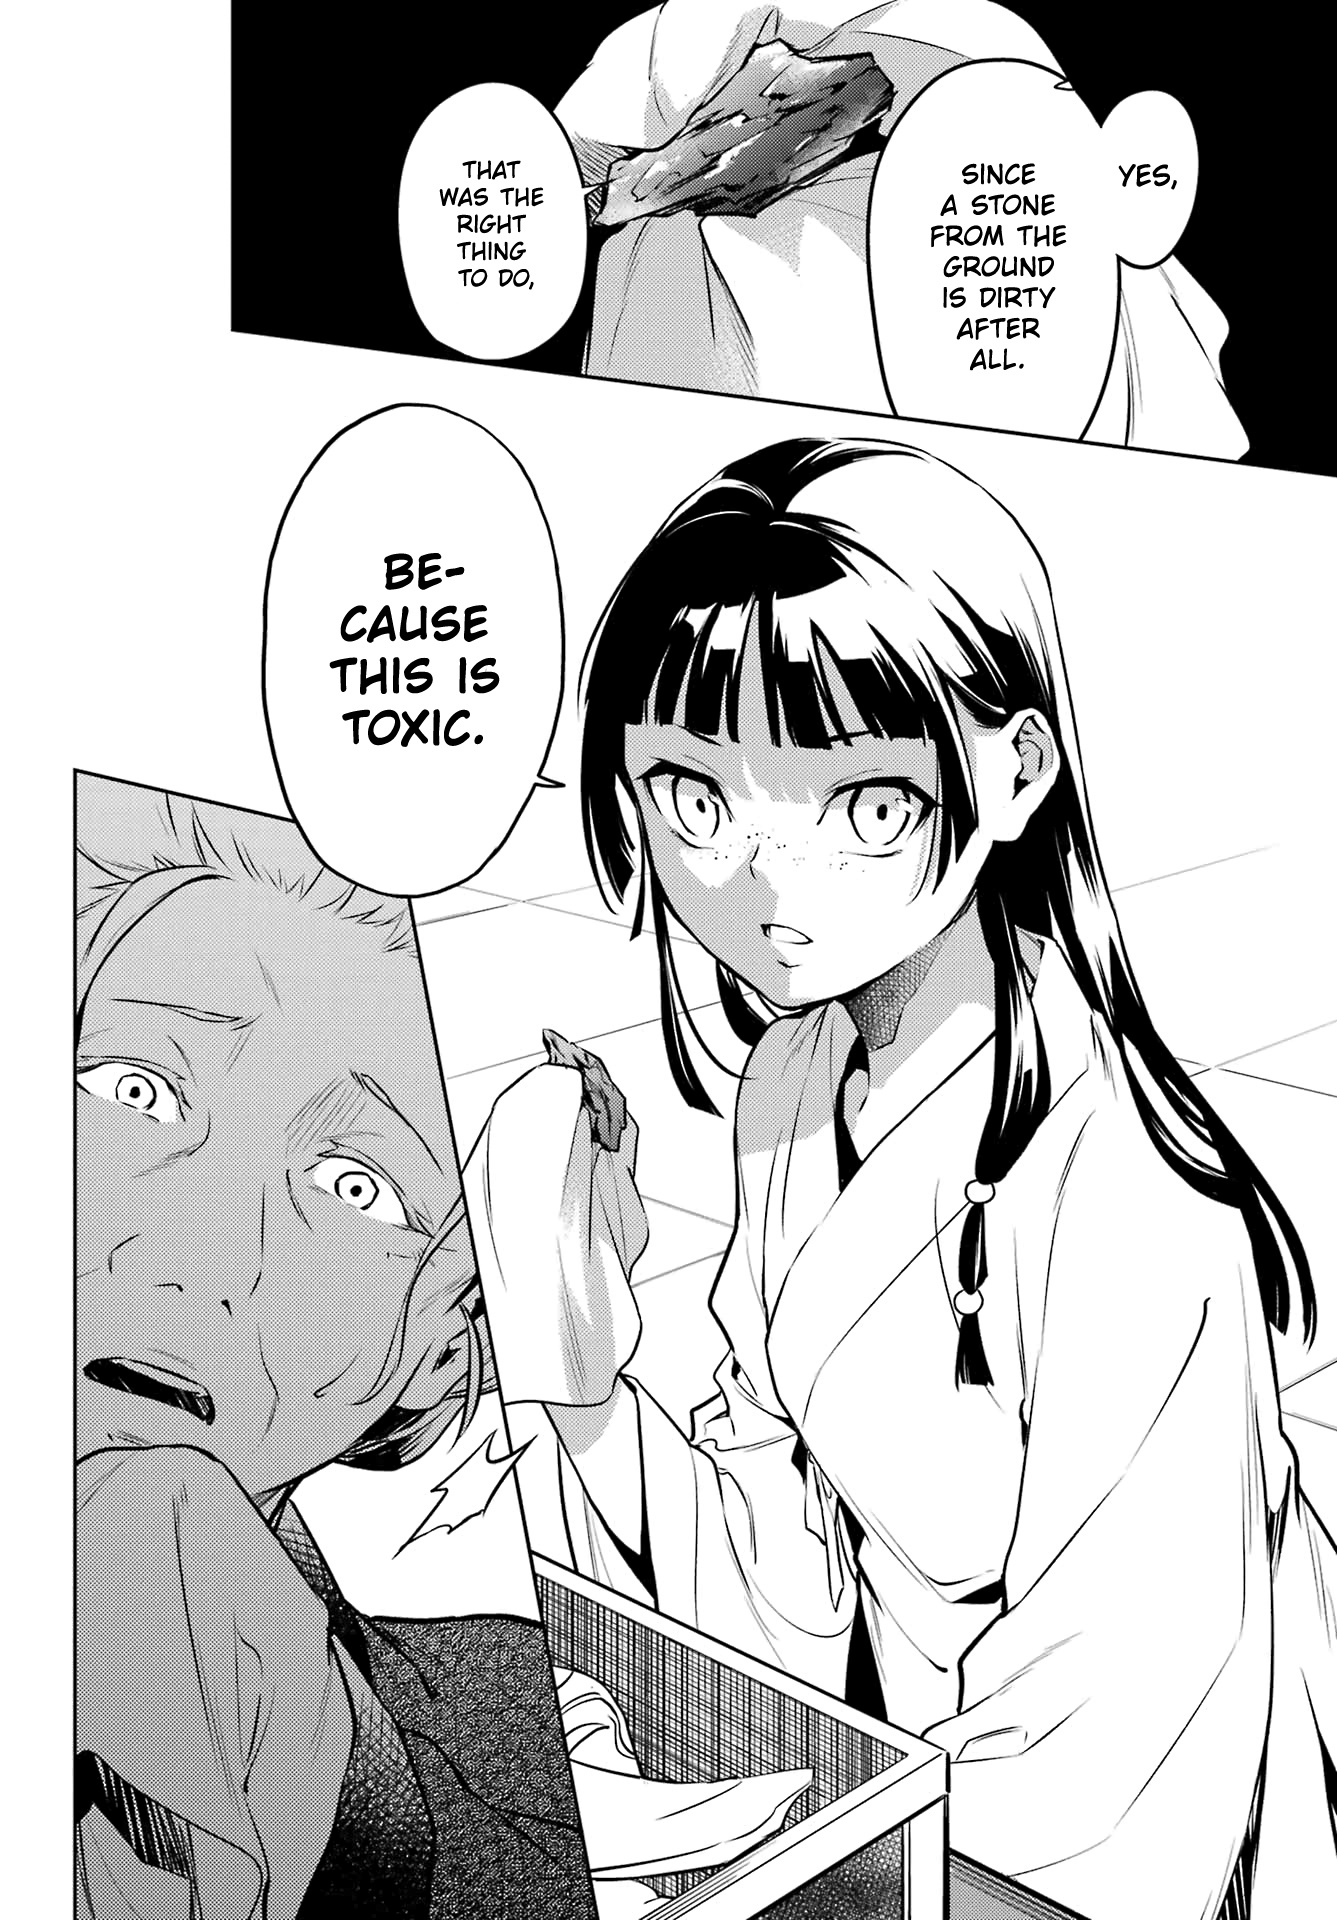 YES,
SINCE
A STONE
FROM THE
GROUND
IS DIRTY
AFTER
ALL.
THAT
WAS THE
RIGHT
THING
TO DO,
BE-
CAUSE
THIS IS
TOXIC.